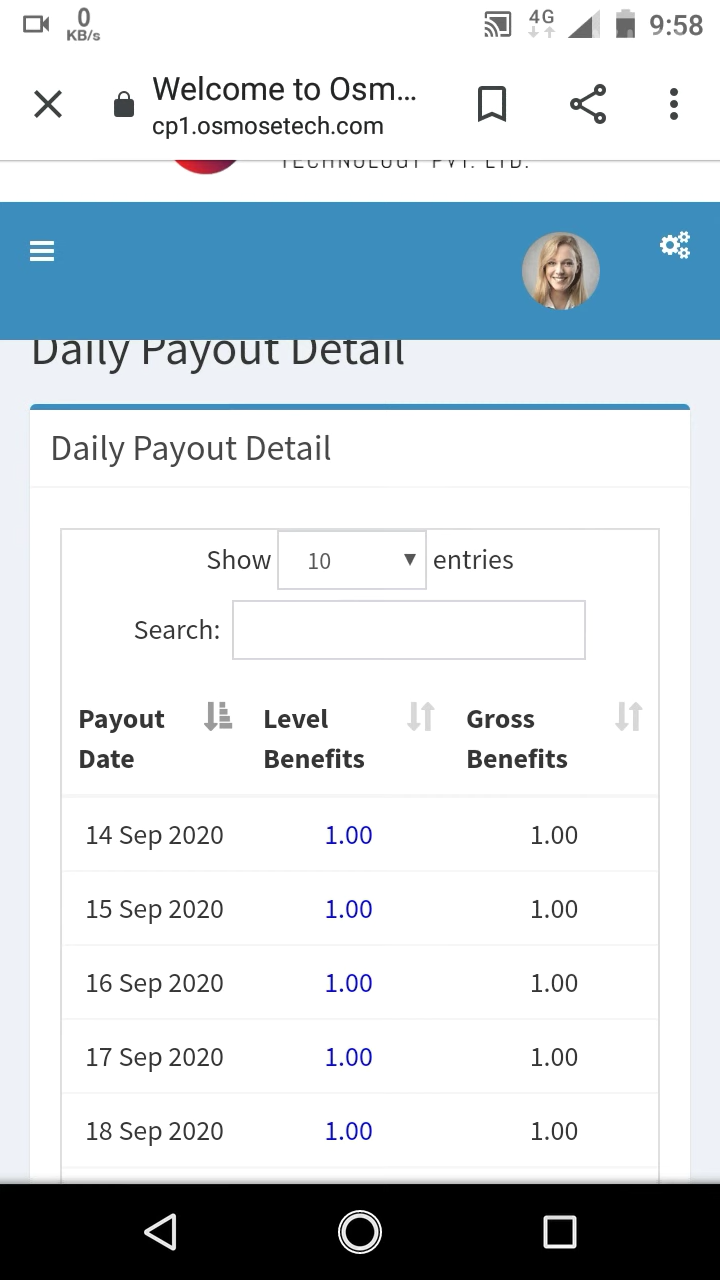 0
KB/s
4G
9:58
Welcome to Osm...
cp1.osmosetech.com
TECHNOLOGY PVT. LTD.
Daily Payout Detail
Daily Payout Detail
Show 10 entries
Search:
Payout Date
Level Benefits
Gross Benefits
14 Sep 2020 1.00 1.00
15 Sep 2020 1.00 1.00
16 Sep 2020 1.00 1.00
17 Sep 2020 1.00 1.00
18 Sep 2020 1.00 1.00